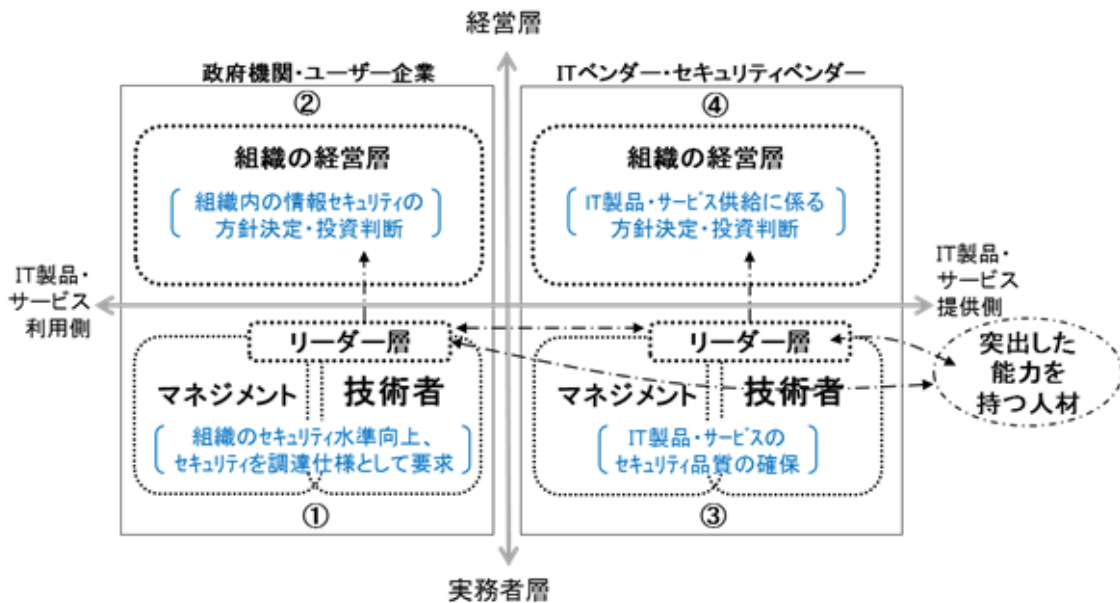 経営層
政府機関・ユーザー企業
ITベンダー・セキュリティベンダー
②
④
組織の経営層
組織内の情報セキュリティの
方針決定・投資判断
組織の経営層
IT製品・サービス供給に係る
方針決定・投資判断
IT製品・
サービス
利用側
IT製品・
サービス
提供側
リーダー層
マネジメント
技術者
組織のセキュリティ水準向上、
セキュリティを調達仕様として要求
①
リーダー層
マネジメント
技術者
IT製品・サービスの
セキュリティ品質の確保
③
突出した
能力を
持つ人材
実務者層